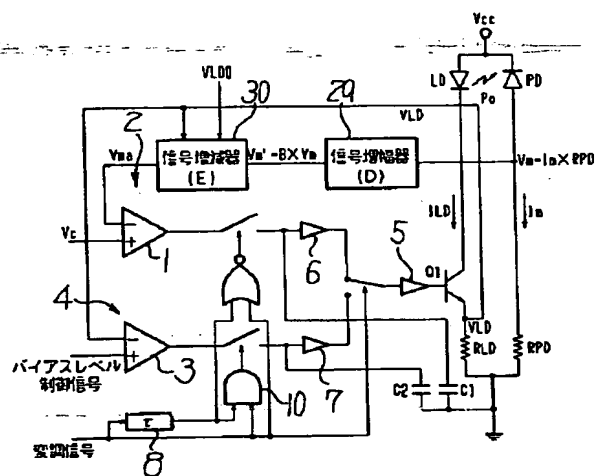 Vcc
LD
PD
Po
VLDO
30
29
VLD
2
Vma
信号増減器
(E)
Vm'=B×Vm
信号増幅器
(D)
Vm=Im×RPD
ILD
Im
Vc
1
6
5
Q1
4
VLD
RLD
RPD
3
7
バイアスレベル
制御信号
10
C2
C1
τ
変調信号
8